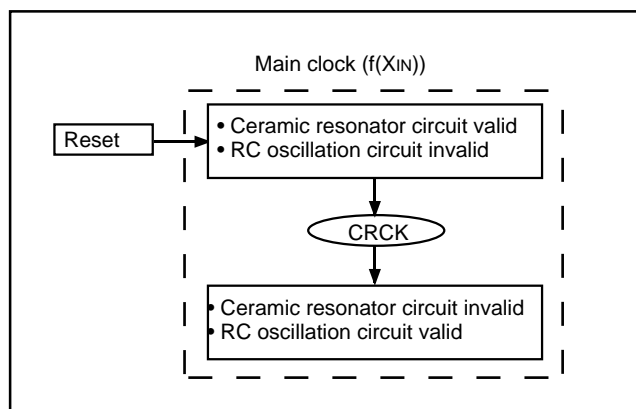 Main clock (f(XIN))
Reset
• Ceramic resonator circuit valid
• RC oscillation circuit invalid
CRCK
• Ceramic resonator circuit invalid
• RC oscillation circuit valid